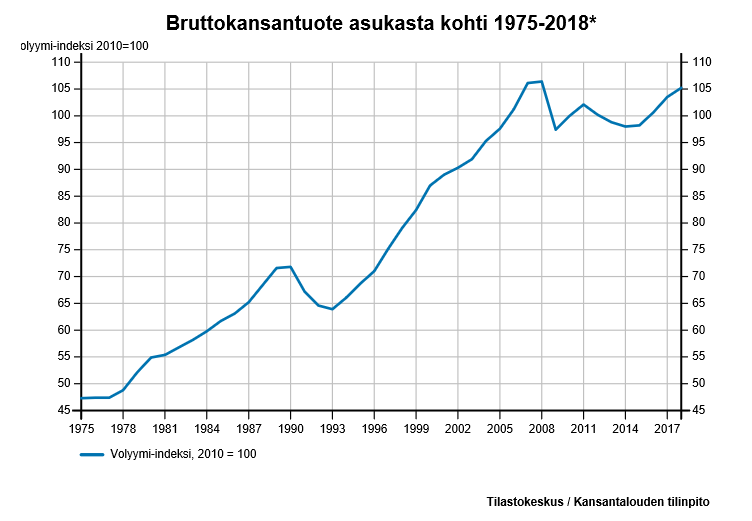 Bruttokansantuote asukasta kohti 1975-2018*
olyymi-indeksi 2010=100
110 110
105 105
100 100
95 95
90 90
85 85
80 80
75 75
70 70
65 65
60 60
55 55
50 50
45 45
1975 1978 1981 1984 1987 1990 1993 1996 1999 2002 2005 2008 2011 2014 2017
Volyymi-indeksi, 2010 = 100
Tilastokeskus / Kansantalouden tilinpito